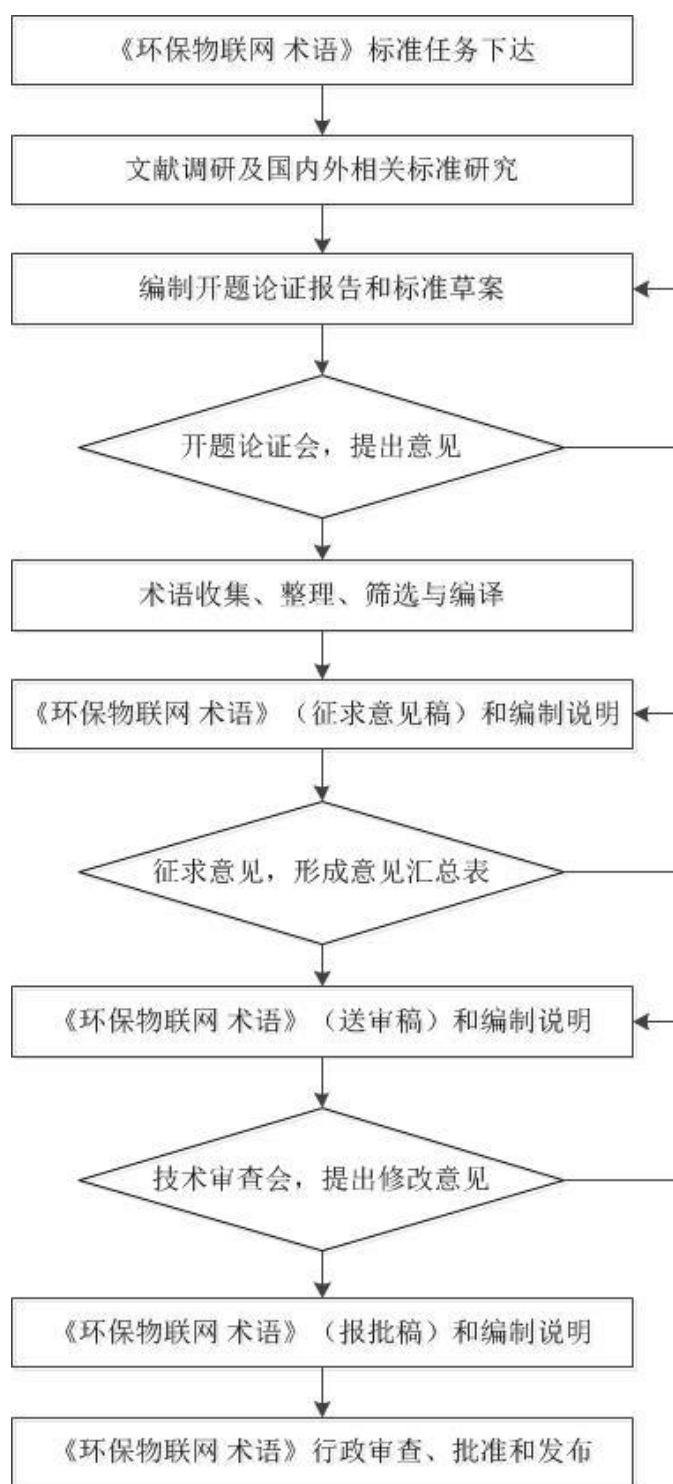 《环保物联网 术语》标准任务下达
文献调研及国内外相关标准研究
编制开题论证报告和标准草案
开题论证会，提出意见
术语收集、整理、筛选与编译
《环保物联网 术语》（征求意见稿）和编制说明
征求意见，形成意见汇总表
《环保物联网 术语》（送审稿）和编制说明
技术审查会，提出修改意见
《环保物联网 术语》（报批稿）和编制说明
《环保物联网 术语》行政审查、批准和发布